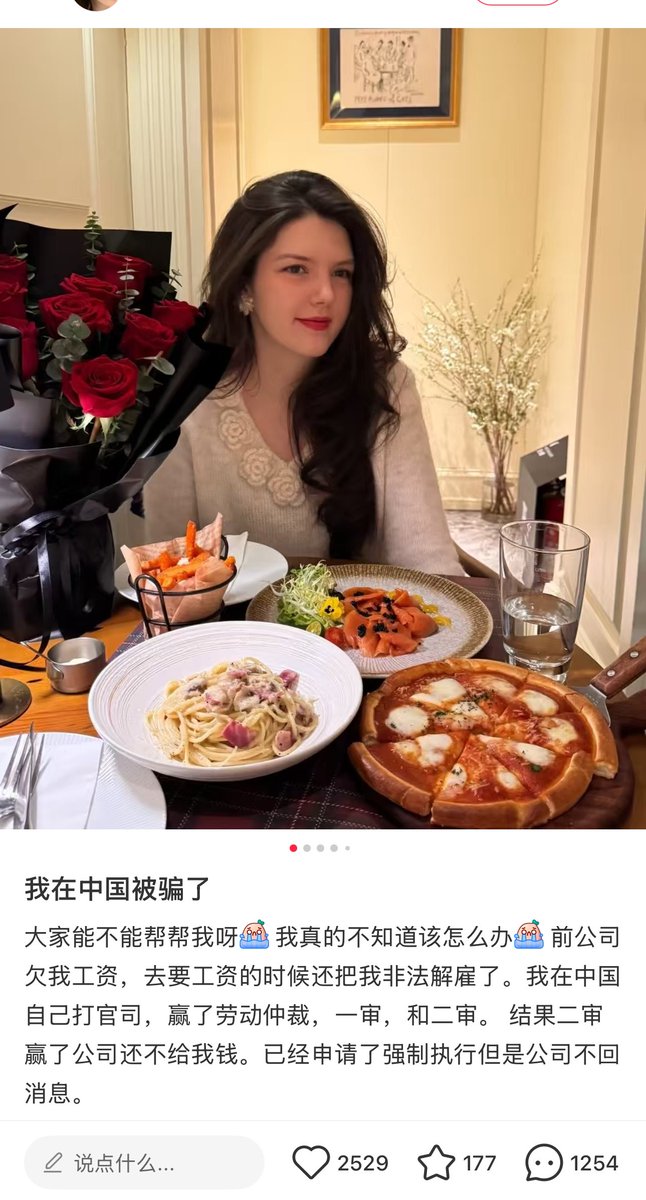 我在中国被骗了
大家能不能帮帮我呀 我真的不知道该怎么办 前公司
欠我工资，去要工资的时候还把我非法解雇了。我在中国
自己打官司，赢了劳动仲裁，一审，和二审。 结果二审
赢了公司还不给我钱。已经申请了强制执行但是公司不回
消息。
说点什么...
2529
177
1254